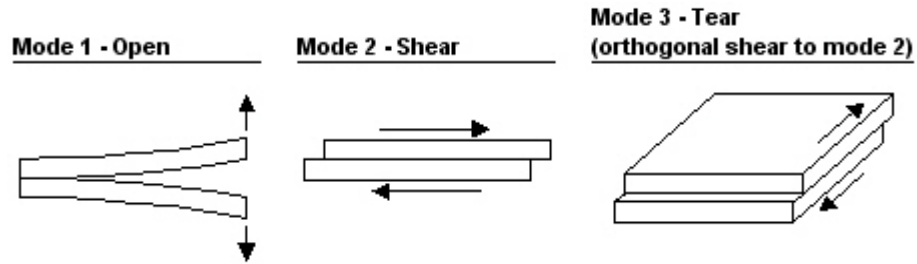 Mode 1 - Open
Mode 2 - Shear
Mode 3 - Tear
(orthogonal shear to mode 2)